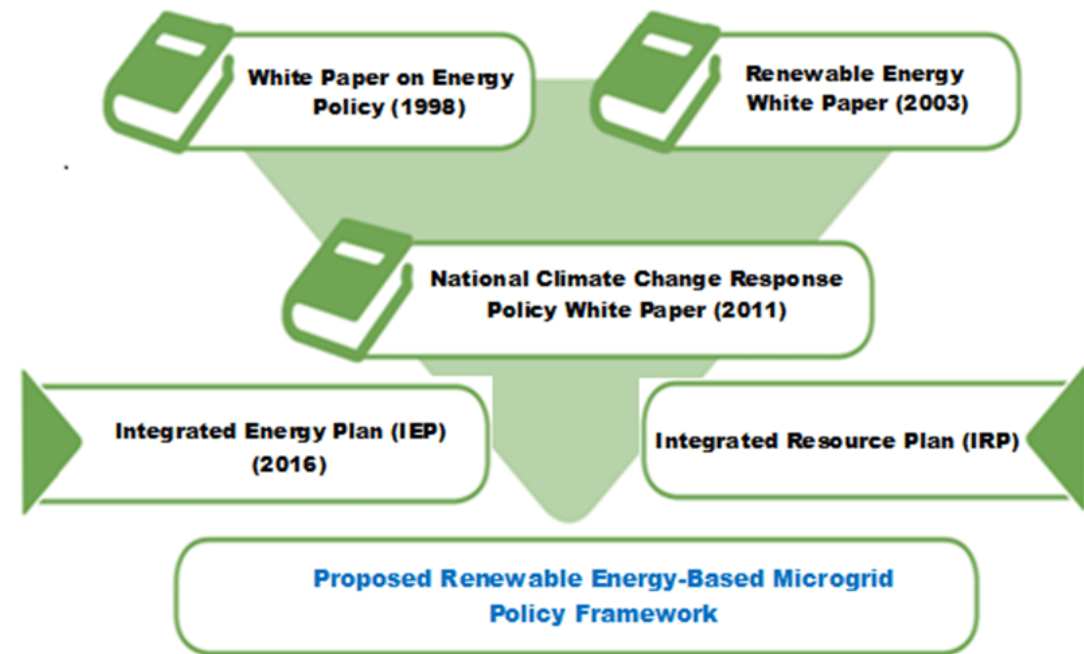 White Paper on Energy
Policy (1998)
Renewable Energy
White Paper (2003)
National Climate Change Response
Policy White Paper (2011)
Integrated Energy Plan (IEP)
(2016)
Integrated Resource Plan (IRP)
Proposed Renewable Energy-Based Microgrid
Policy Framework